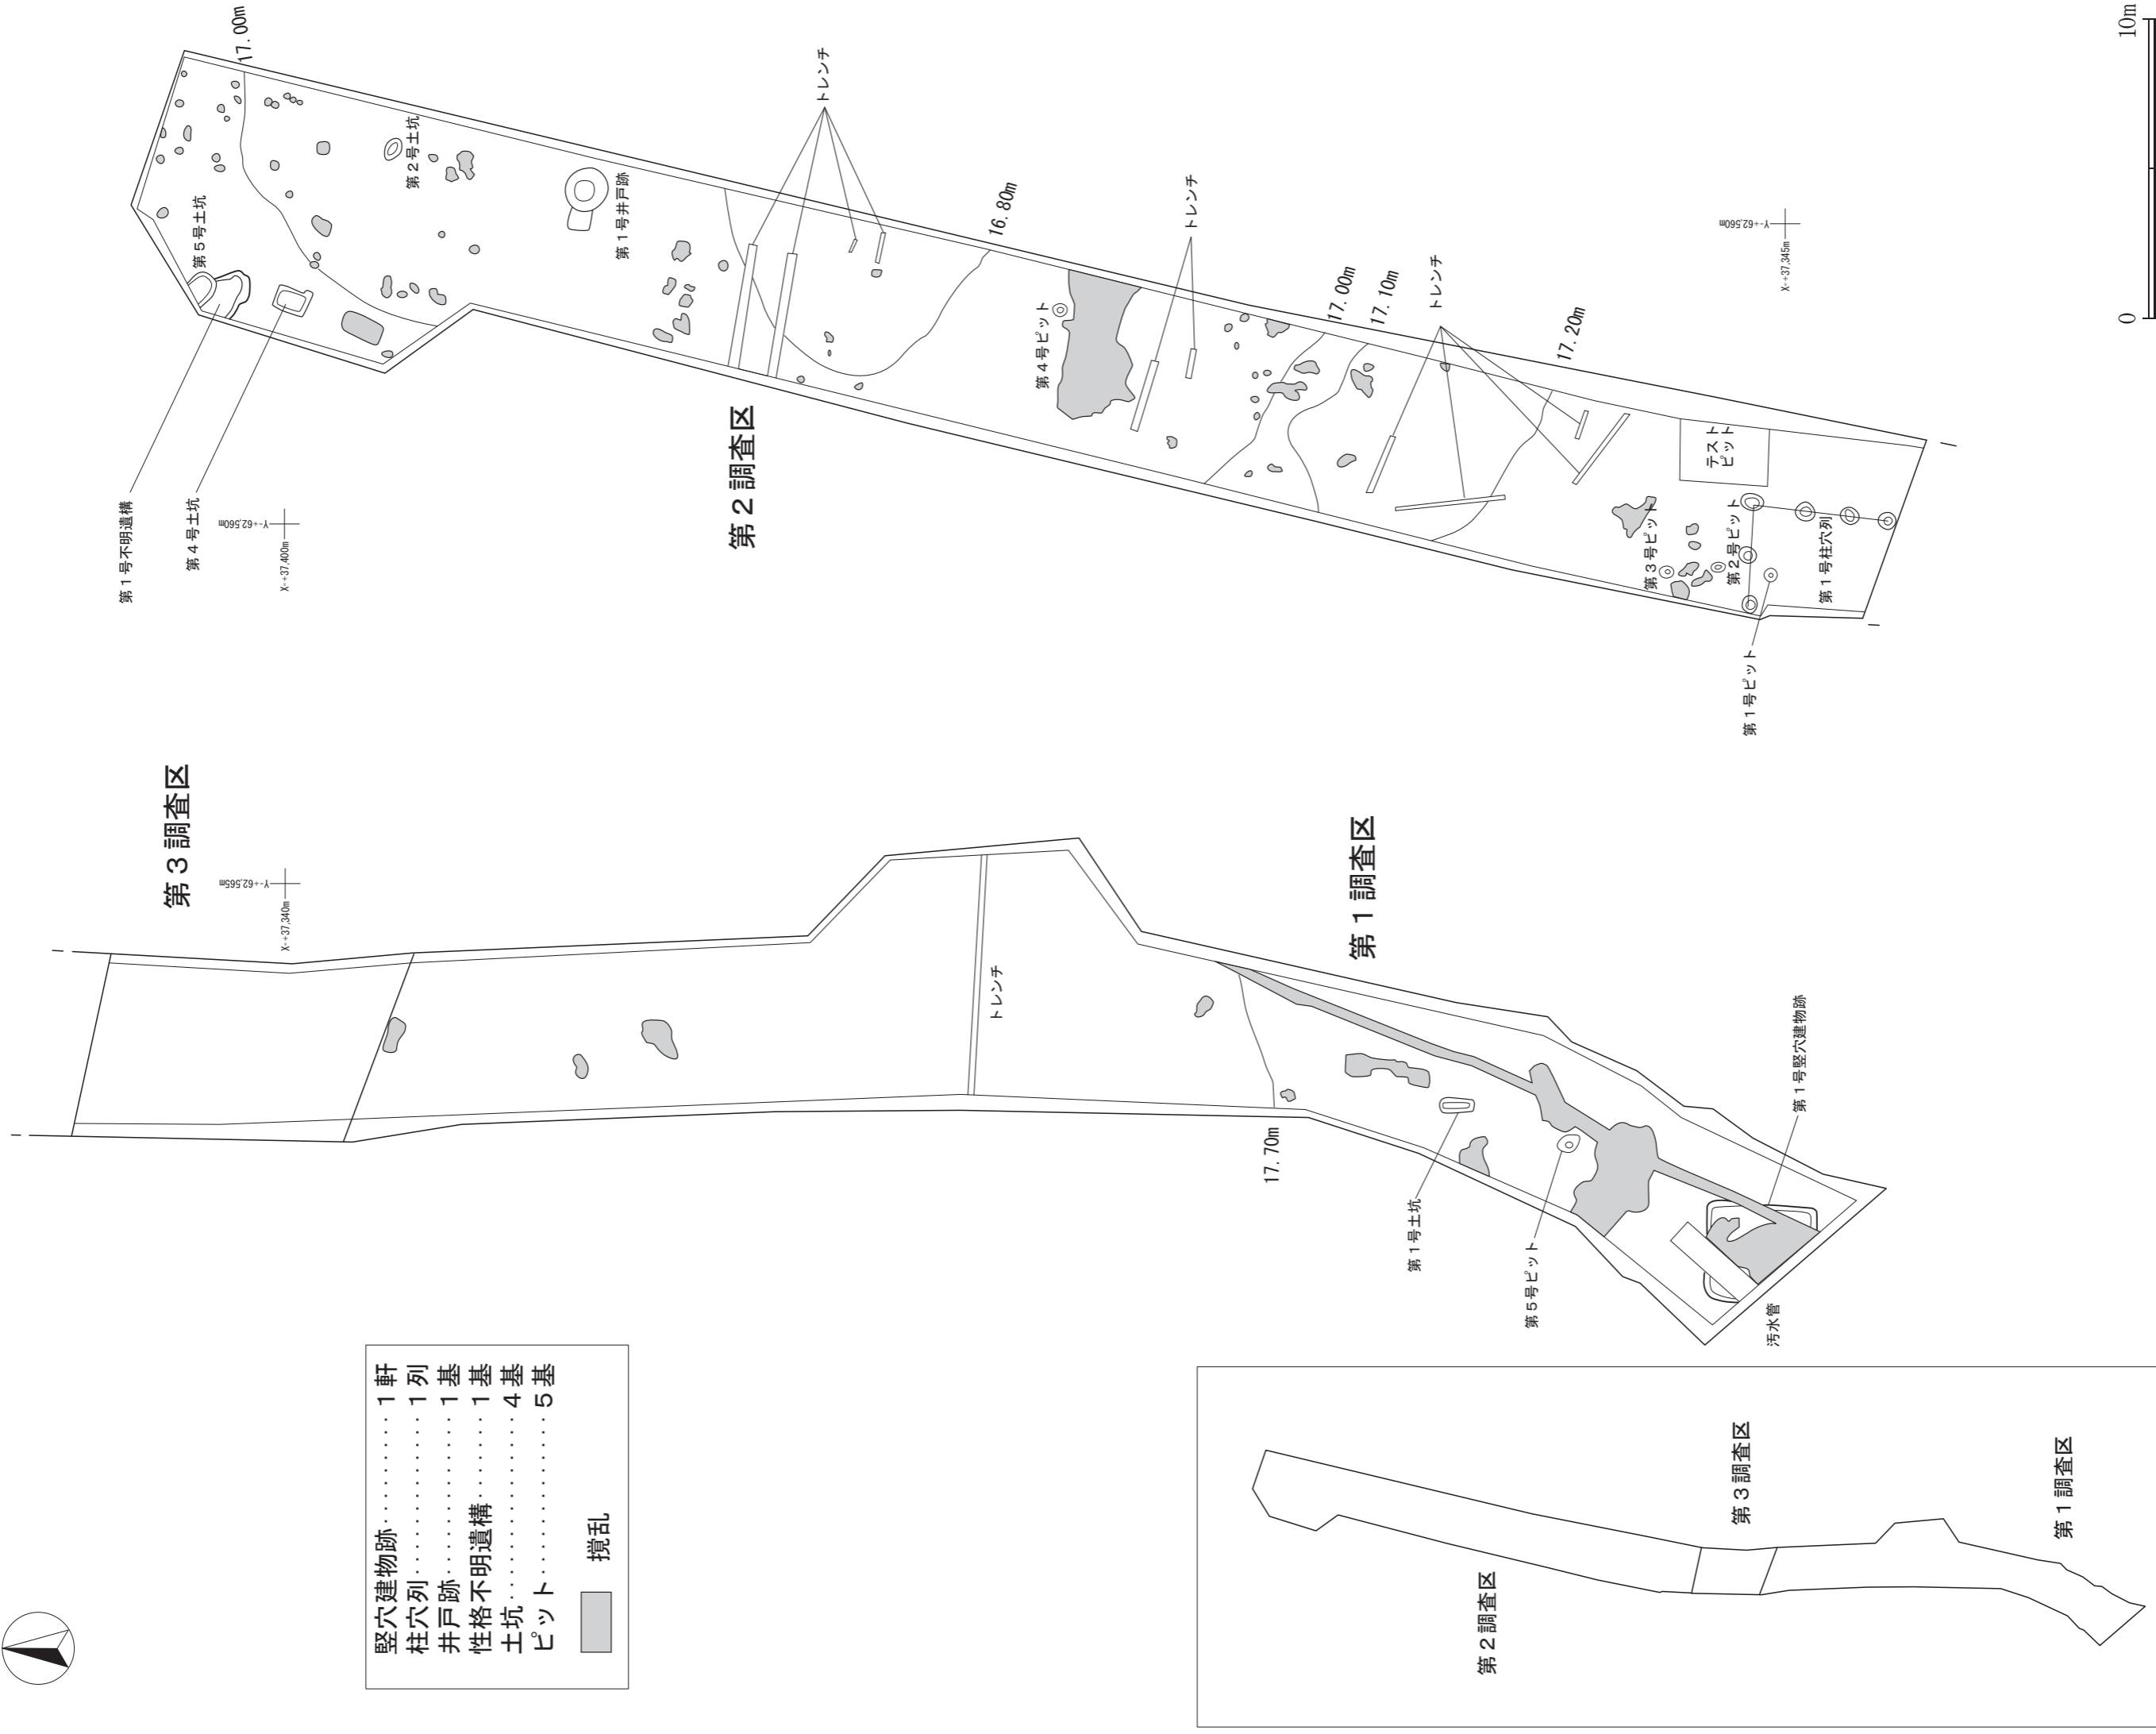 17.00m
第5号土坑
第2号土坑
第1号井戸跡
トレンチ
16.80m
トレンチ
第4号ピット
17.00m
17.10m
トレンチ
17.20m
テスト
ピット
第3号ピット
第2号ピット
第1号柱穴列
第1号ピット
第1号不明遺構
第4号土坑
Y-+62,560m
X-+37,400m
Y-+62,560m
X-+37,345m
0
10m
第2調査区
第3調査区
Y-+62,565m
X-+37,340m
トレンチ
第1調査区
17.70m
第1号土坑
第5号ピット
第1号竪穴建物跡
汚水管
竪穴建物跡・・・・・・・・・1軒
柱穴列・・・・・・・・・・・・・1列
井戸跡・・・・・・・・・・・・・1基
性格不明遺構・・・・・・1基
土坑・・・・・・・・・・・・・・・4基
ピット・・・・・・・・・・・・・5基
撹乱
第2調査区
第3調査区
第1調査区